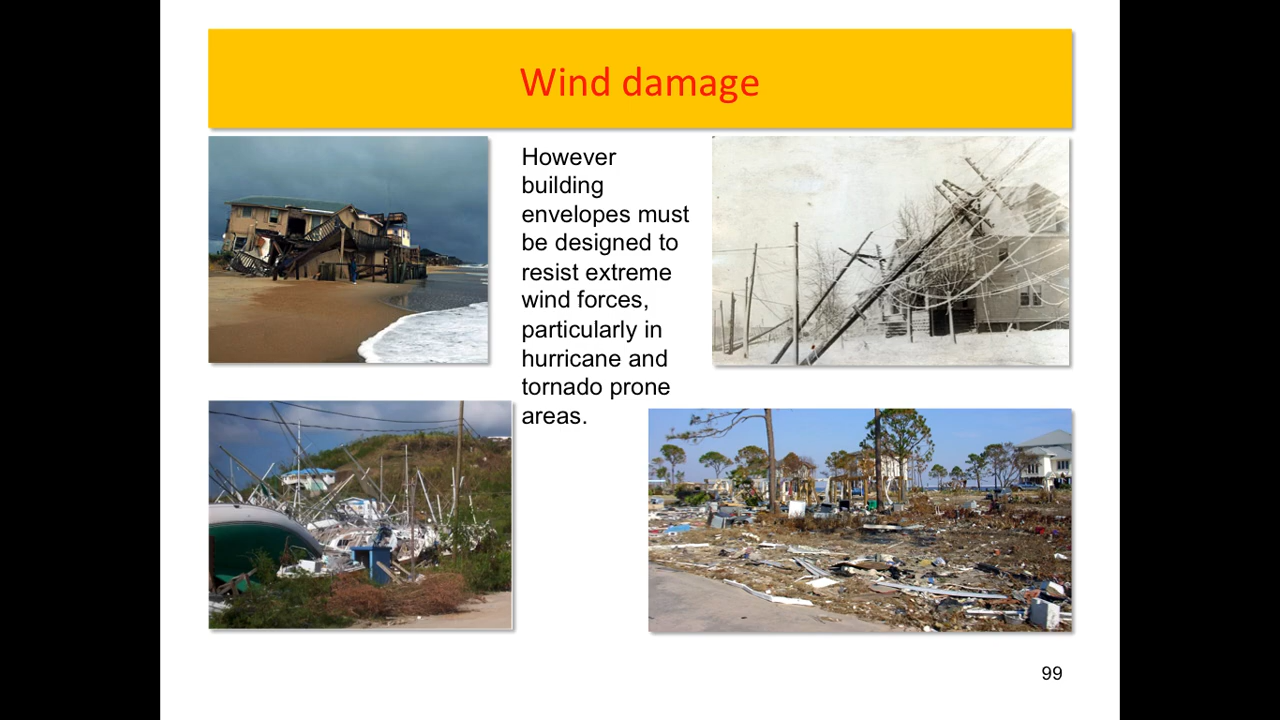 Wind damage
However
building
envelopes must
be designed to
resist extreme
wind forces,
particularly in
hurricane and
tornado prone
areas.
99